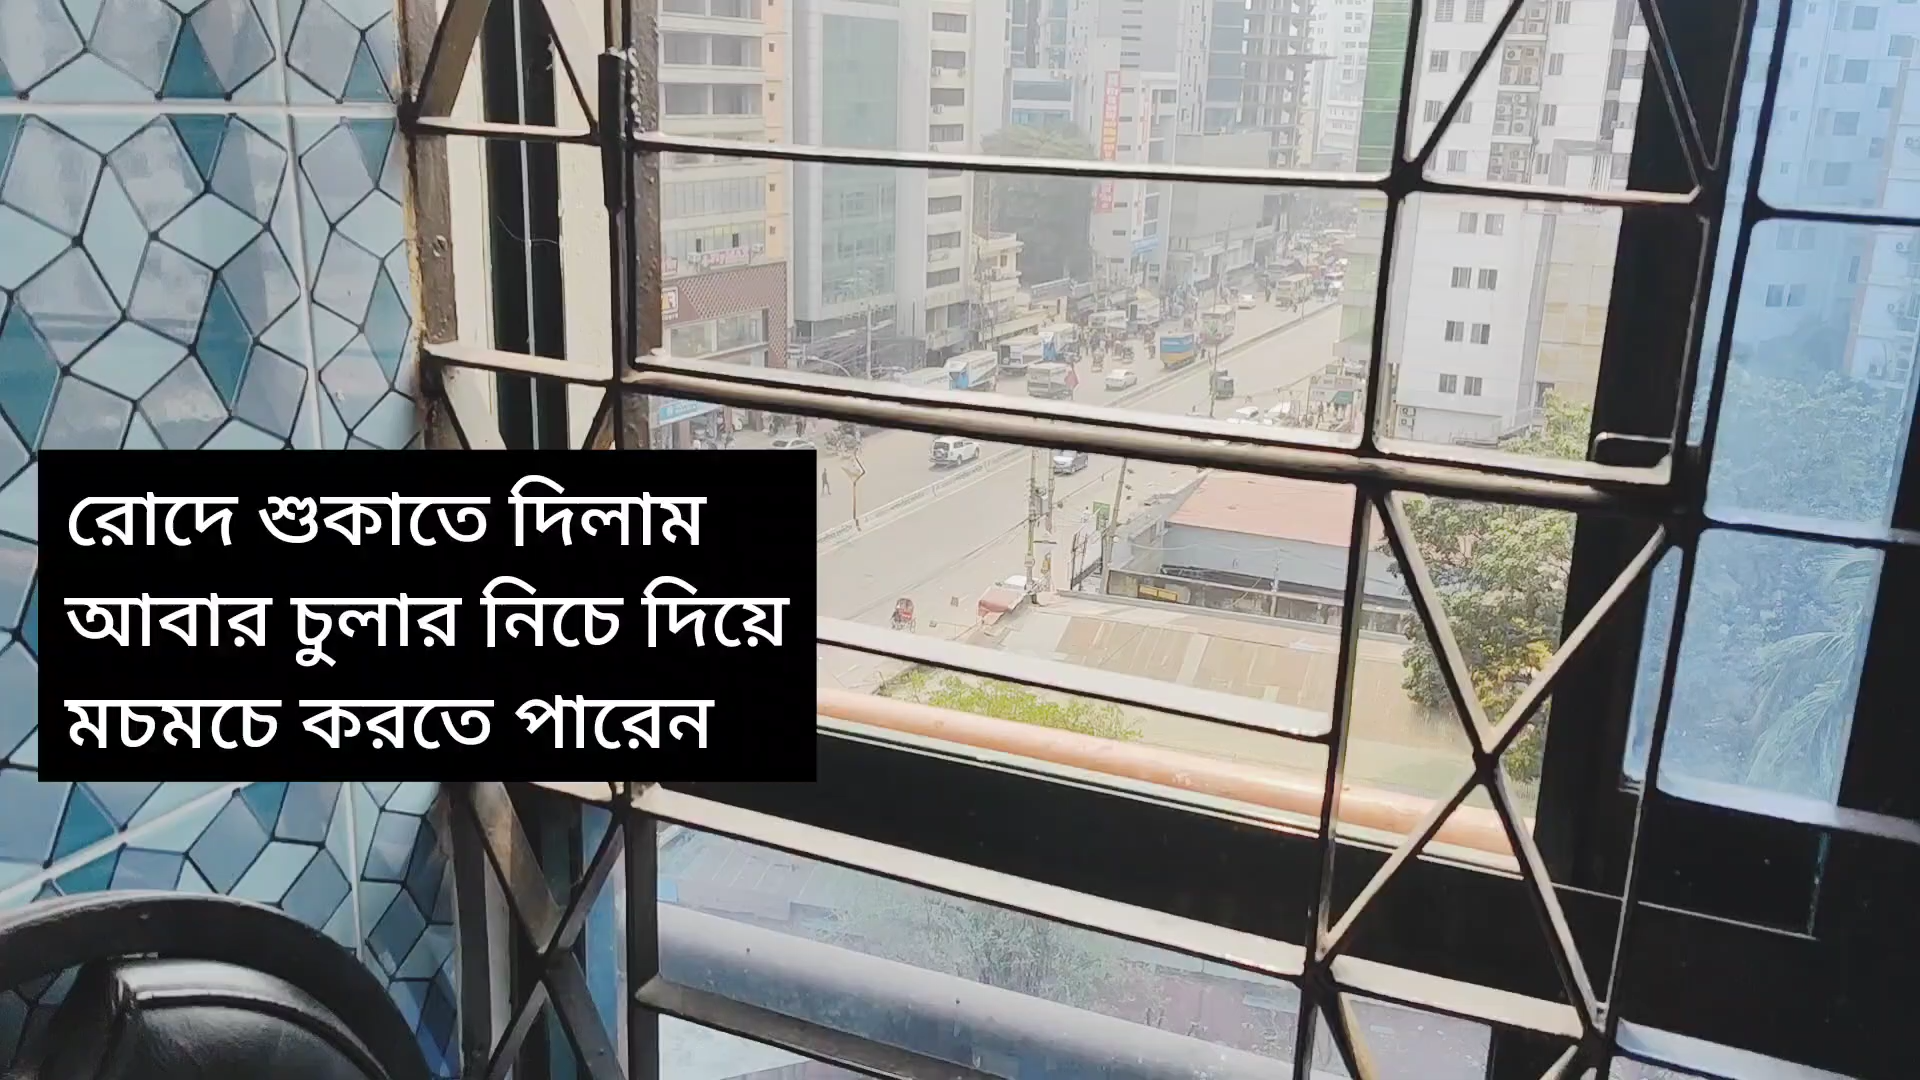 রোদে শুকাতে দিলাম
আবার চুলার নিচে দিয়ে
মচমচে করতে পারেন